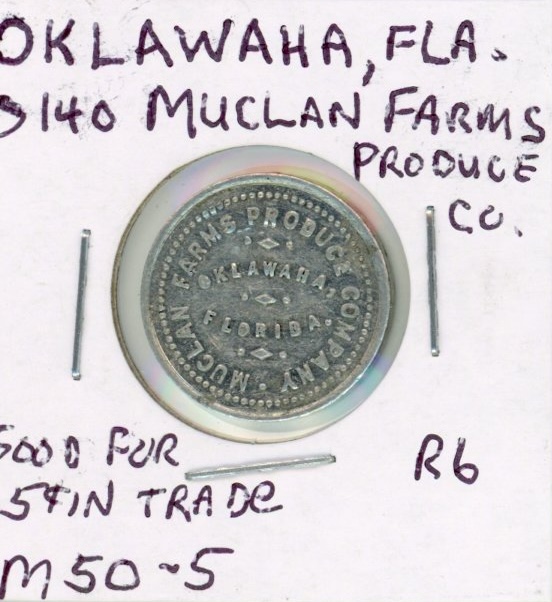 OKLAWAHA, FLA.
5140 MUCLAN FARMS
PRODUCE
CO.
MUCLAN FARMS PRODUCE COMPANY.
OKLAWAHA,
FLORIDA.
GOOD FOR
5¢ IN TRADE
R6
M50-5